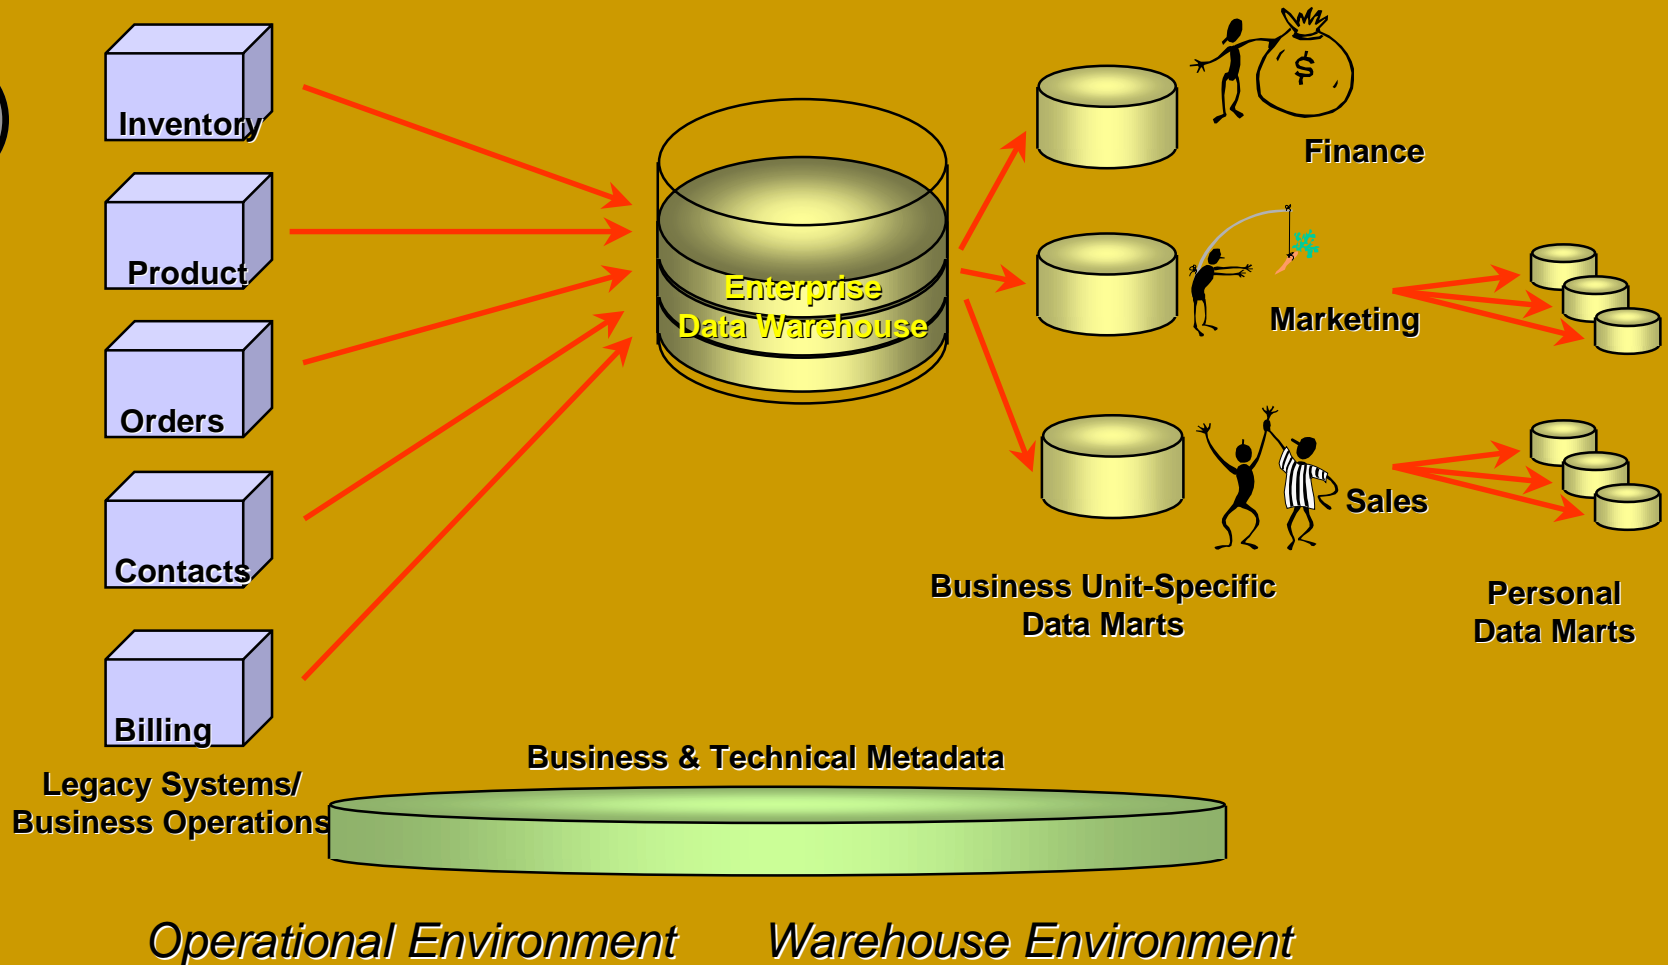 Inventory
Product
Orders
Contacts
Billing
Legacy Systems/
Business Operations
Enterprise
Data Warehouse
$
Finance
Marketing
Sales
Business Unit-Specific
Data Marts
Personal
Data Marts
Business & Technical Metadata
Operational Environment
Warehouse Environment